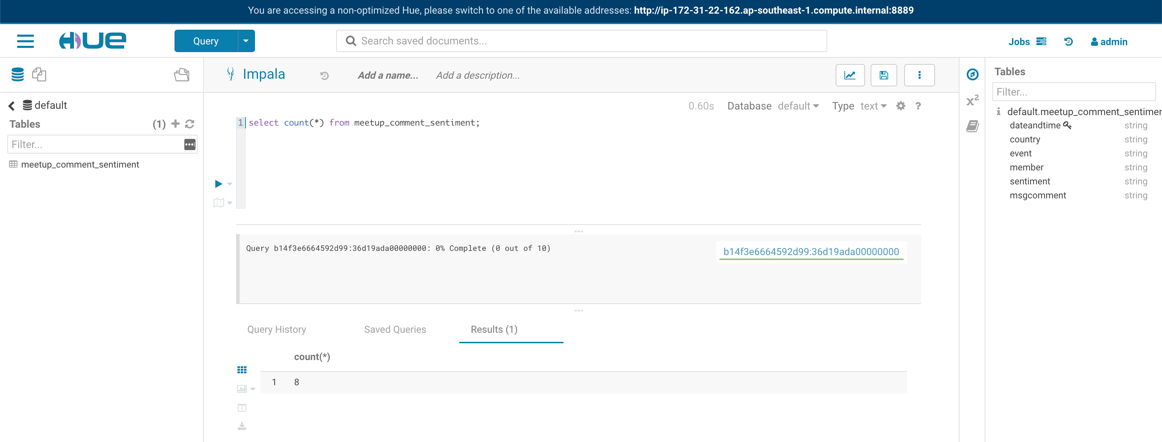 You are accessing a non-optimized Hue, please switch to one of the available addresses: http://ip-172-31-22-162.ap-southeast-1.compute.internal:8889
HUE
Query
Search saved documents...
Jobs
admin
default
Tables
(1)
Filter...
meetup_comment_sentiment
Impala
Add a name...
Add a description...
0.60s
Database default
Type text
?
1 select count(*) from meetup_comment_sentiment;
Query b14f3e6664592d99:36d19ada00000000: 0% Complete (0 out of 10)
b14f3e6664592d99:36d19ada00000000
Query History
Saved Queries
Results (1)
count(*)
1 8
x²
Tables
Filter...
default.meetup_comment_sentimer
dateandtime string
country string
event string
member string
sentiment string
msgcomment string